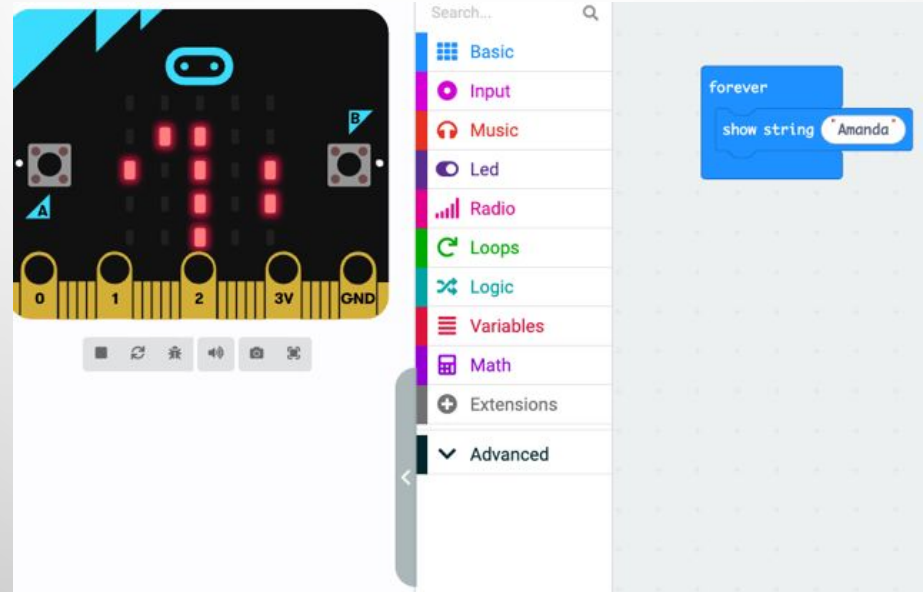 B
A
0 1 2 3V GND
Search...
Basic
Input
Music
Led
Radio
Loops
Logic
Variables
Math
Extensions
Advanced
forever
show string "Amanda"